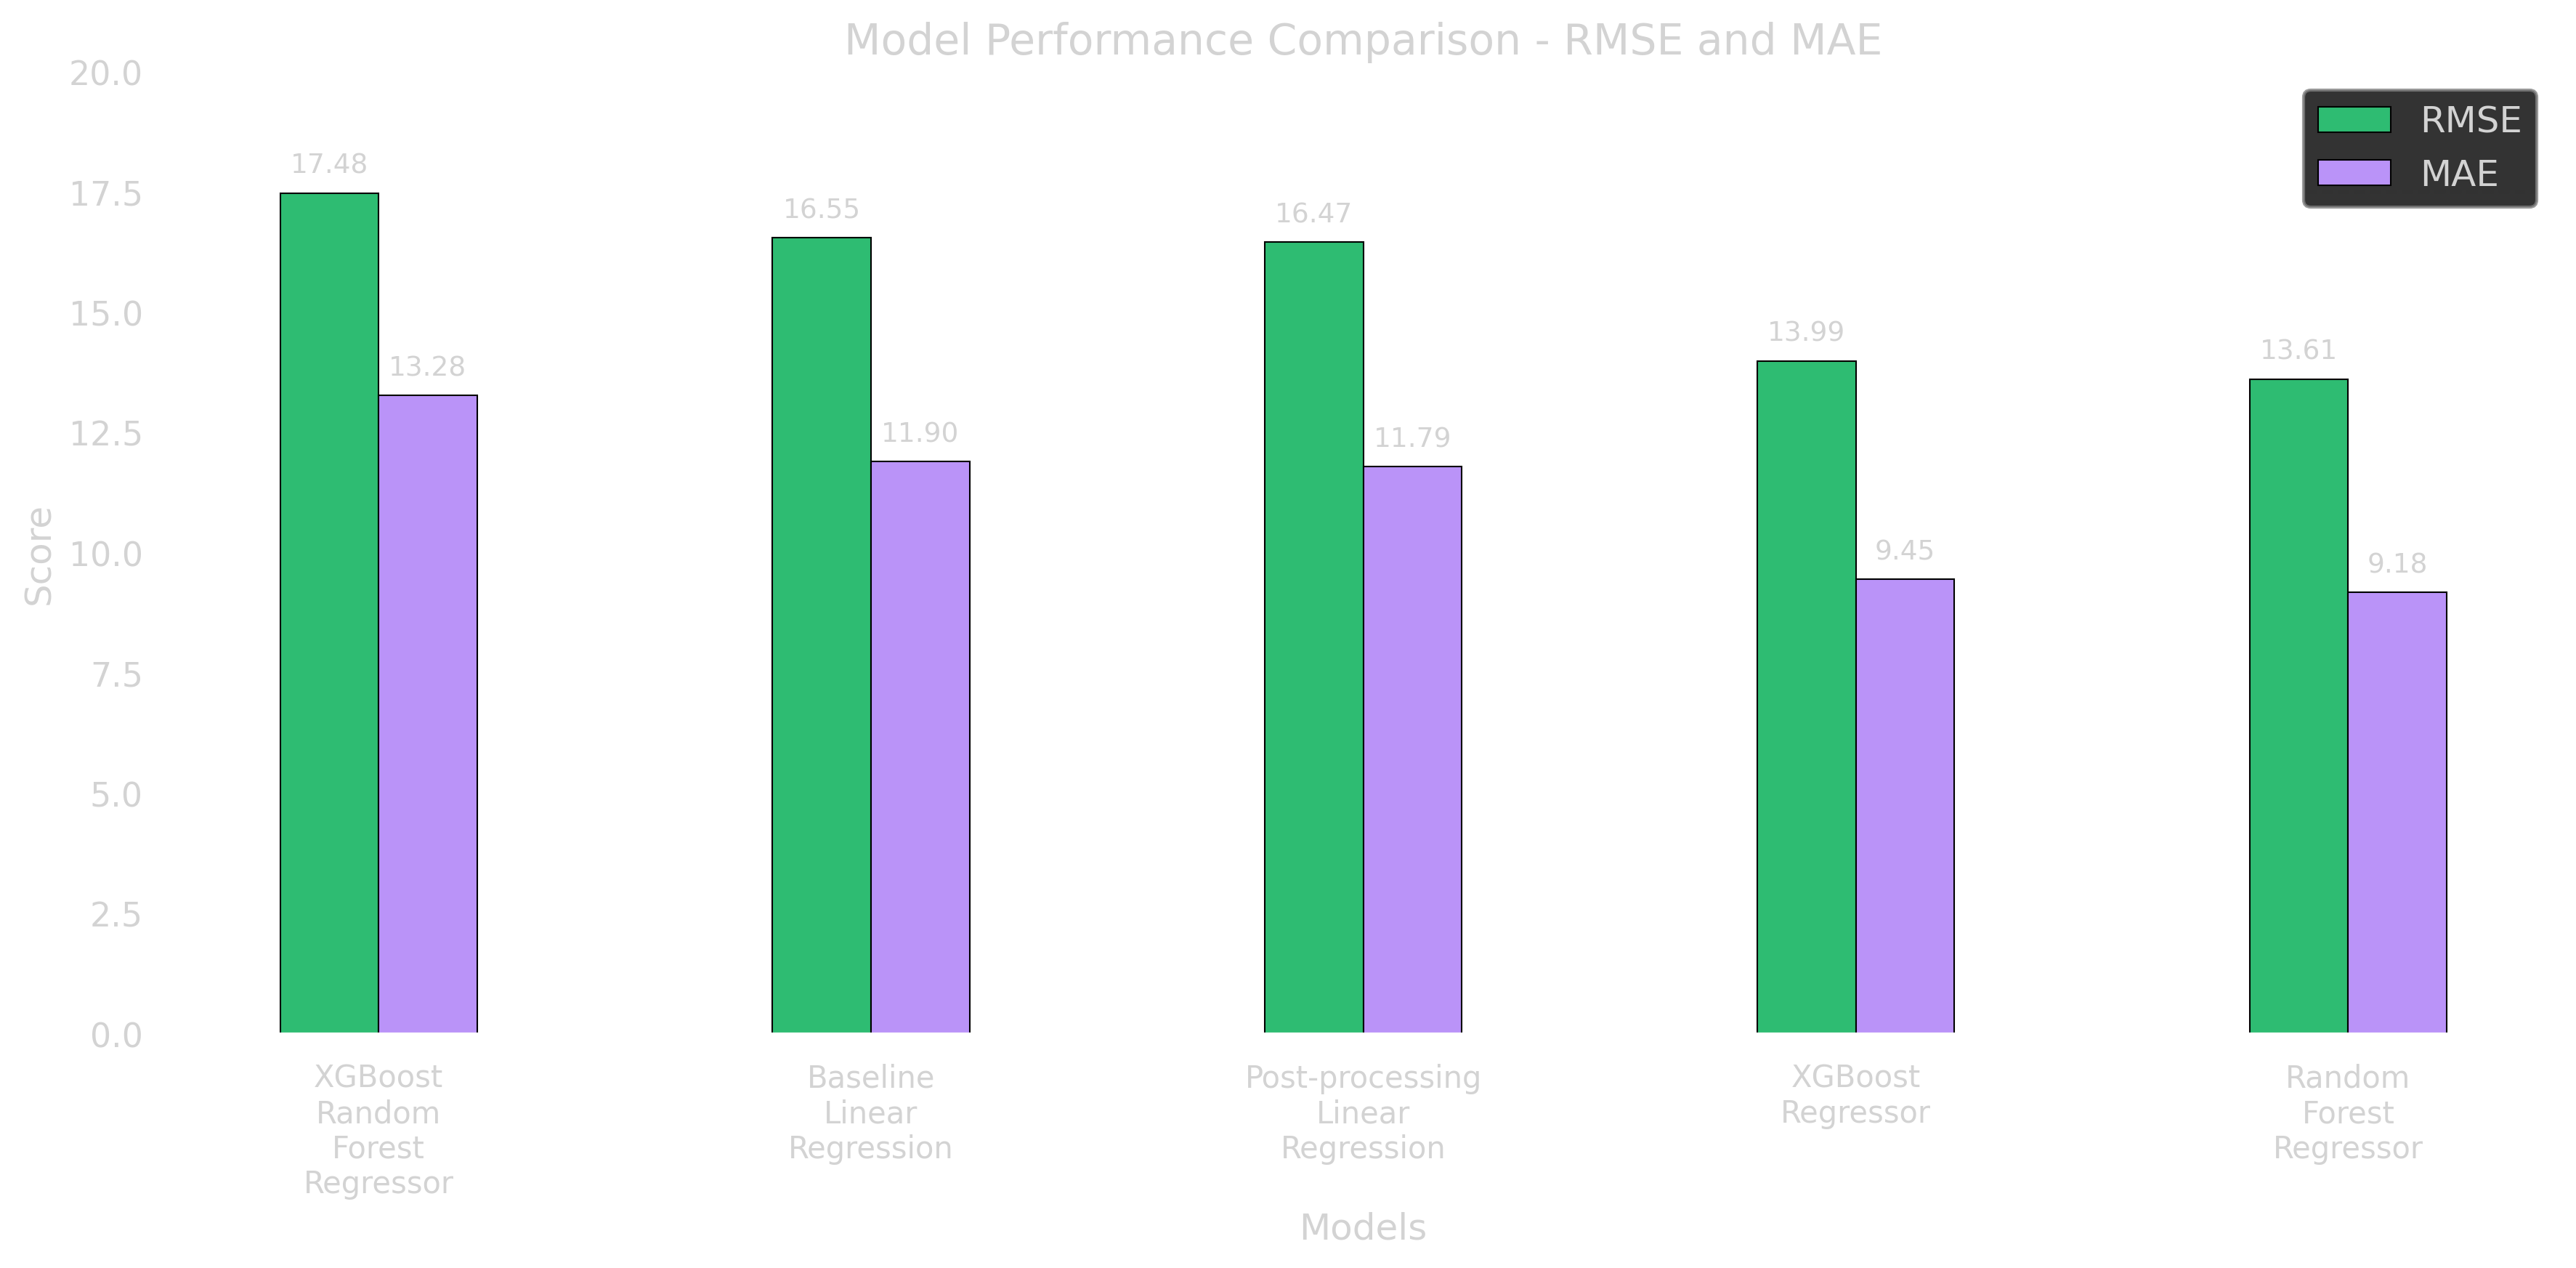 Model Performance Comparison - RMSE and MAE
20.0
17.5
15.0
12.5
10.0
7.5
5.0
2.5
0.0
Score
RMSE
MAE
17.48
13.28
16.55
11.90
16.47
11.79
13.99
9.45
13.61
9.18
XGBoost
Random
Forest
Regressor
Baseline
Linear
Regression
Post-processing
Linear
Regression
XGBoost
Regressor
Random
Forest
Regressor
Models